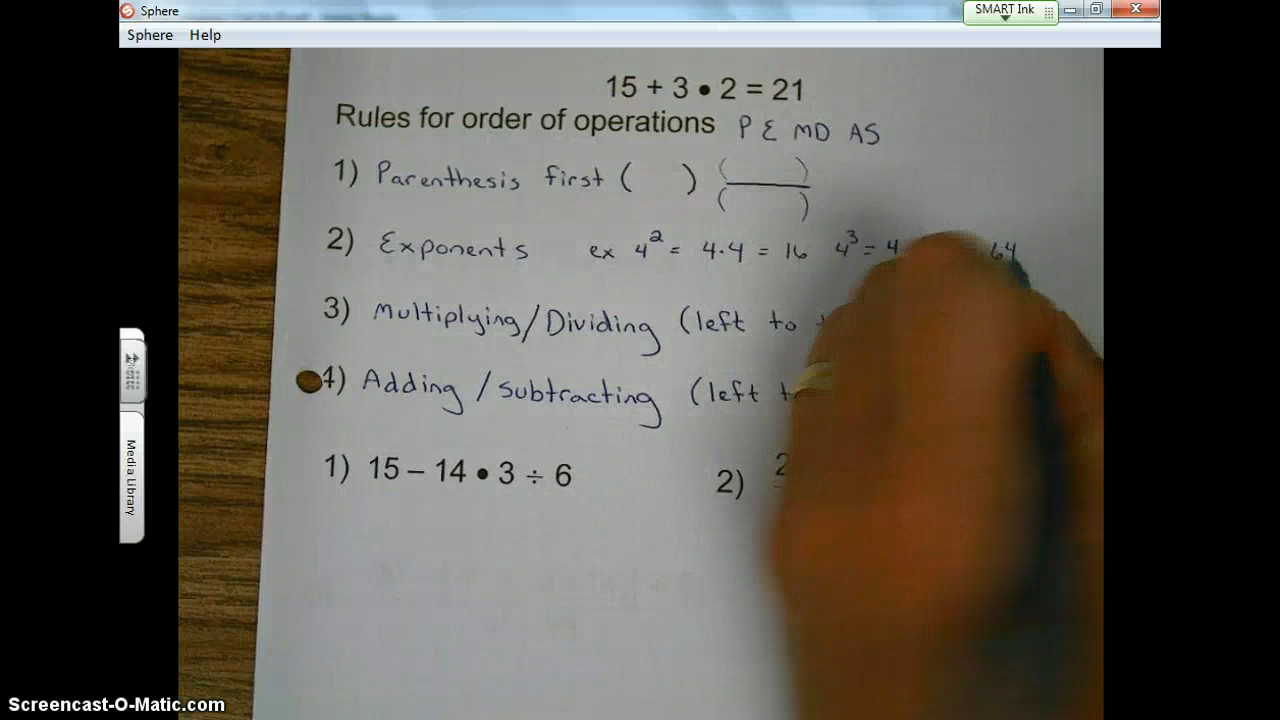 Sphere
SMART Ink
Sphere Help
15 + 3 • 2 = 21
Rules for order of operations P E MD AS
1) Parenthesis first ( ) ( ) ( )
2) Exponents ex 4² = 4·4 = 16 4³ = 4 64
3) Multiplying/Dividing (left to
4) Adding/subtracting (left
1) 15 – 14 • 3 ÷ 6
2) 2
Media Library
Screencast-O-Matic.com